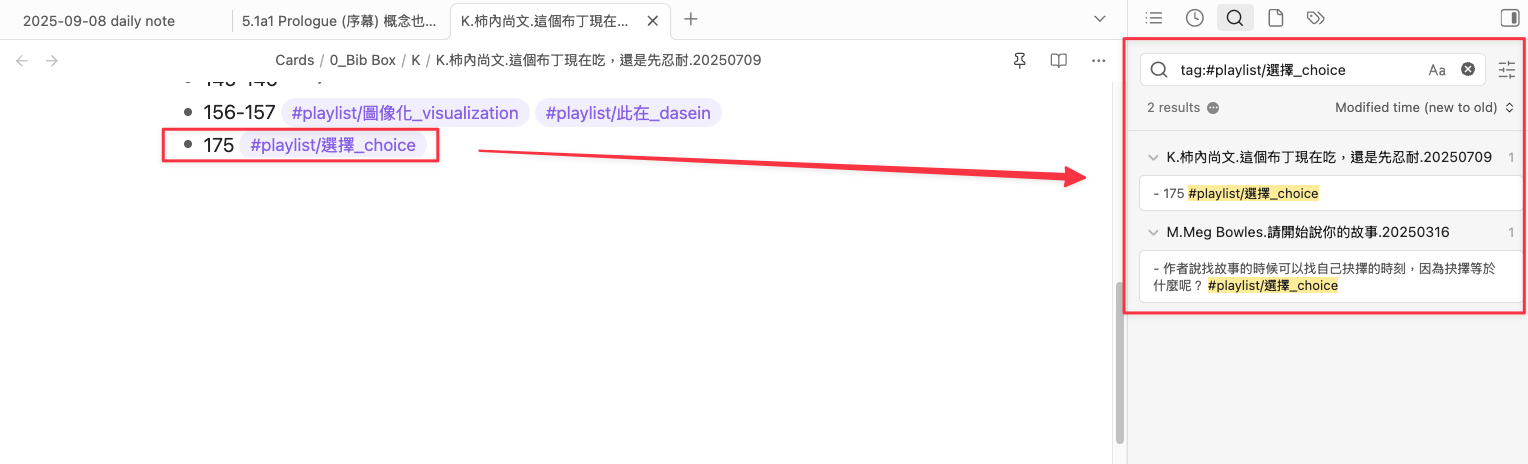 2025-09-08 daily note
5.1a1 Prologue (序幕) 概念也...
K.柿內尚文.這個布丁現在吃...
Cards / 0_Bib Box / K / K.柿內尚文.這個布丁現在吃，還是先忍耐.20250709
156-157 #playlist/圖像化_visualization #playlist/此在_dasein
175 #playlist/選擇_choice
tag:#playlist/選擇_choice
Aa
2 results
Modified time (new to old)
K.柿內尚文.這個布丁現在吃，還是先忍耐.20250709 1
- 175 #playlist/選擇_choice
M.Meg Bowles.請開始說你的故事.20250316 1
- 作者說找故事的時候可以找自己抉擇的時刻，因為抉擇等於
什麼呢？ #playlist/選擇_choice